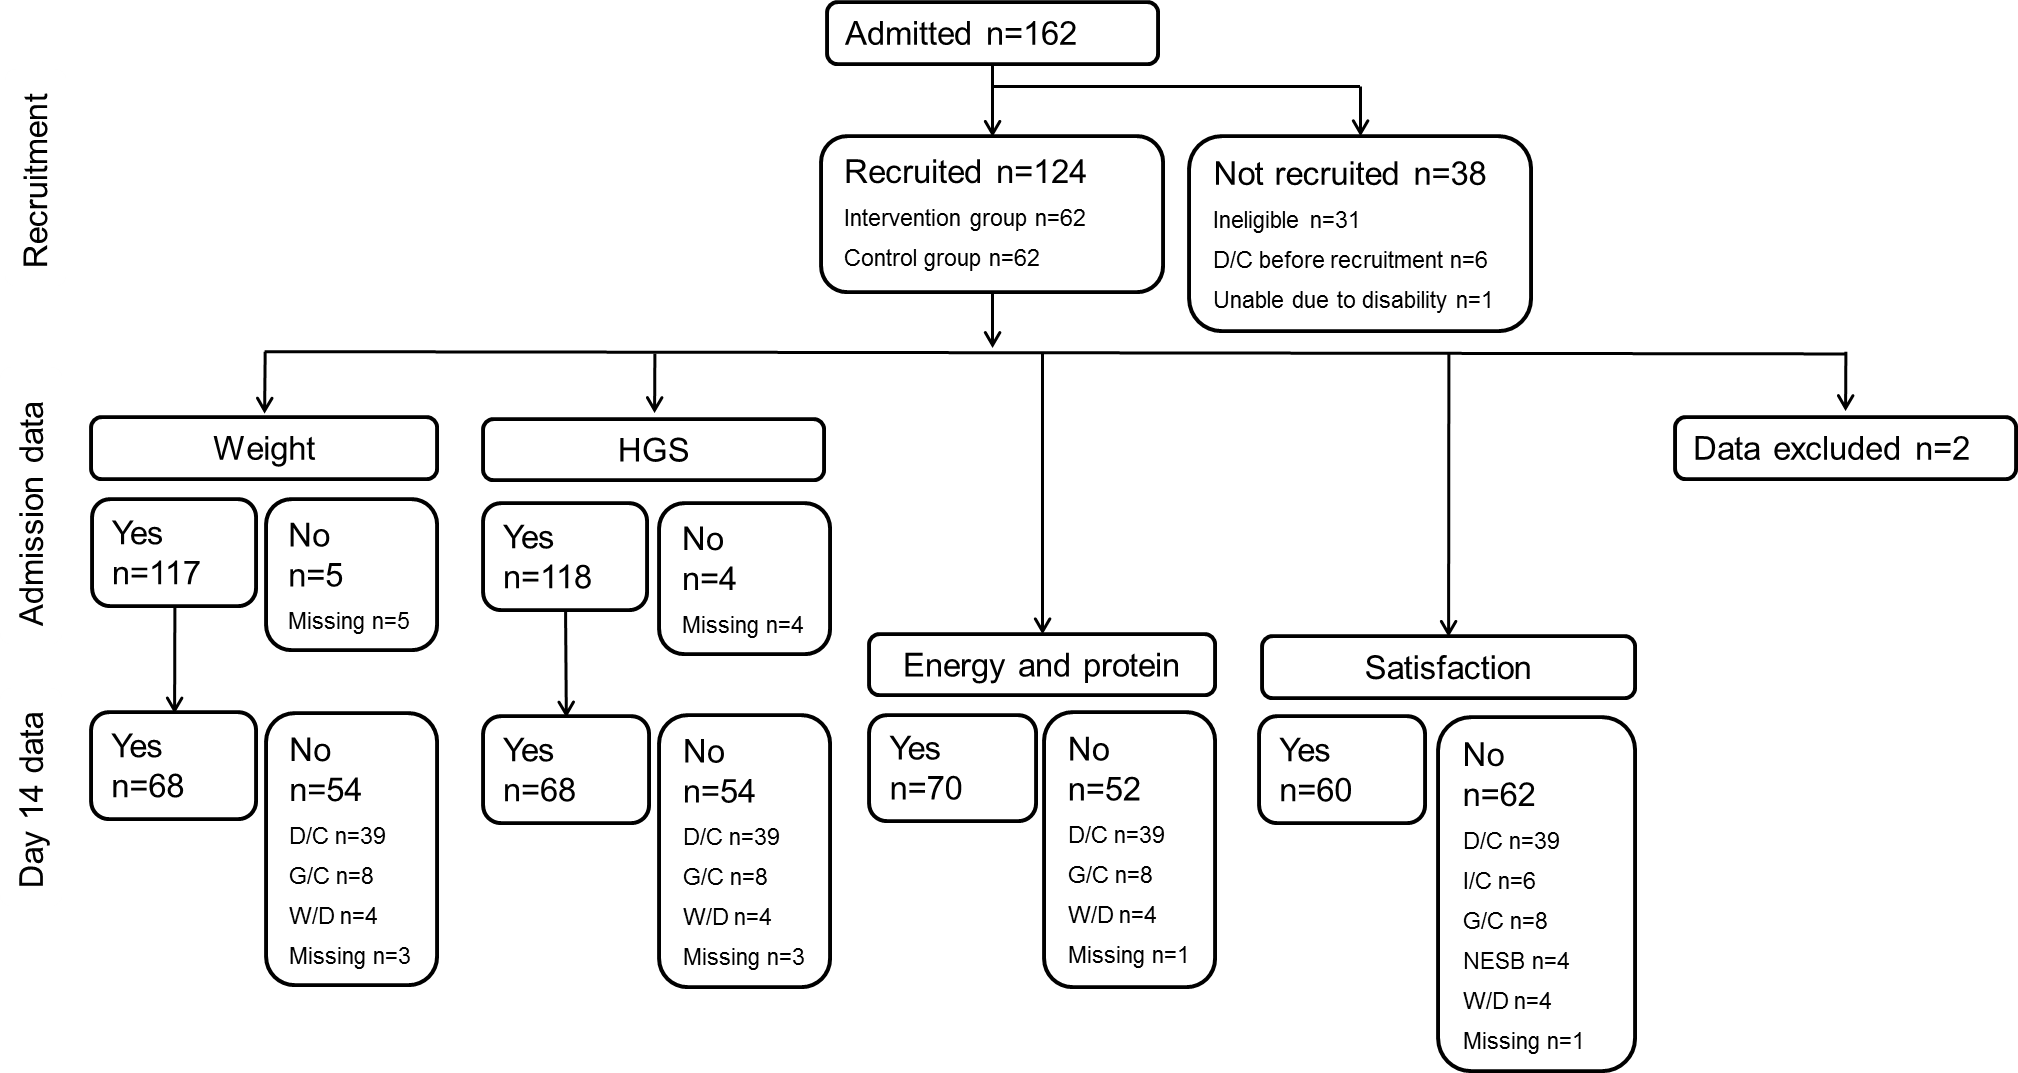 Admitted n=162
Recruitment
Recruited n=124
Intervention group n=62
Control group n=62
Not recruited n=38
Ineligible n=31
D/C before recruitment n=6
Unable due to disability n=1
Admission data
Weight
Yes
n=117
No
n=5
Missing n=5
HGS
Yes
n=118
No
n=4
Missing n=4
Data excluded n=2
Energy and protein
Satisfaction
Day 14 data
Yes
n=68
No
n=54
D/C n=39
G/C n=8
W/D n=4
Missing n=3
Yes
n=68
No
n=54
D/C n=39
G/C n=8
W/D n=4
Missing n=3
Yes
n=70
No
n=52
D/C n=39
G/C n=8
W/D n=4
Missing n=1
Yes
n=60
No
n=62
D/C n=39
I/C n=6
G/C n=8
NESB n=4
W/D n=4
Missing n=1